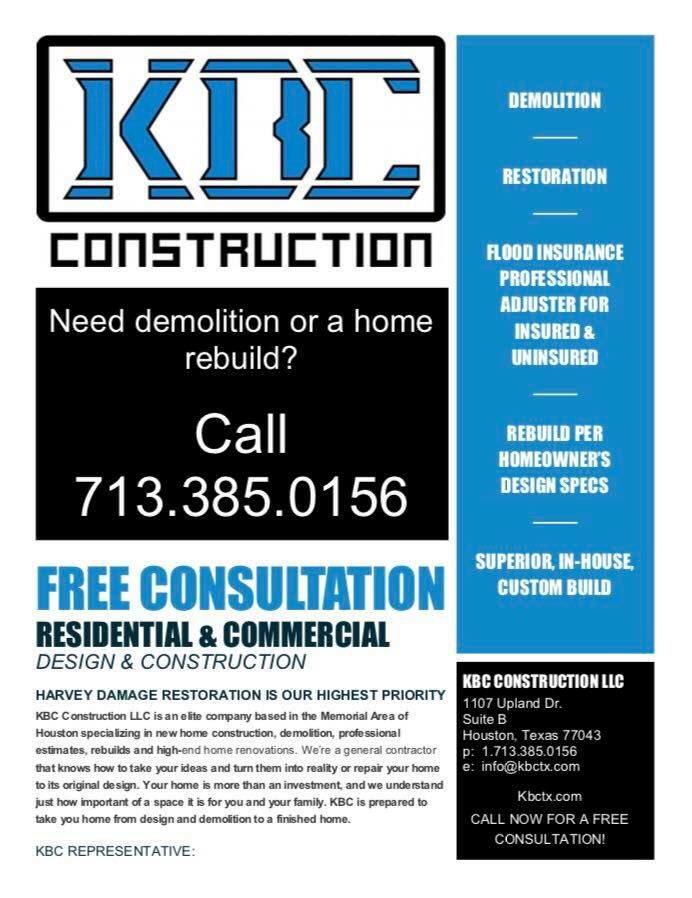 KBC
CONSTRUCTION
Need demolition or a home
rebuild?
Call
713.385.0156
FREE CONSULTATION
RESIDENTIAL & COMMERCIAL
DESIGN & CONSTRUCTION
HARVEY DAMAGE RESTORATION IS OUR HIGHEST PRIORITY
KBC Construction LLC is an elite company based in the Memorial Area of
Houston specializing in new home construction, demolition, professional
estimates, rebuilds and high-end home renovations. We're a general contractor
that knows how to take your ideas and turn them into reality or repair your home
to its original design. Your home is more than an investment, and we understand
just how important of a space it is for you and your family. KBC is prepared to
take you home from design and demolition to a finished home.
KBC REPRESENTATIVE:
DEMOLITION
RESTORATION
FLOOD INSURANCE
PROFESSIONAL
ADJUSTER FOR
INSURED &
UNINSURED
REBUILD PER
HOMEOWNER'S
DESIGN SPECS
SUPERIOR, IN-HOUSE,
CUSTOM BUILD
KBC CONSTRUCTION LLC
1107 Upland Dr.
Suite B
Houston, Texas 77043
p: 1.713.385.0156
e: info@kbctx.com
Kbctx.com
CALL NOW FOR A FREE
CONSULTATION!